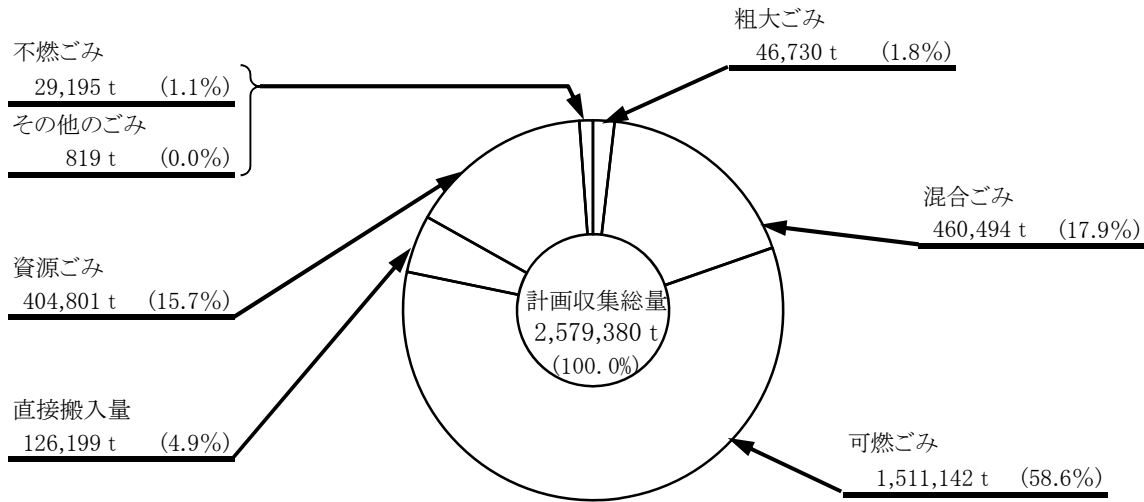 粗大ごみ
46,730 t (1.8%)
不燃ごみ
29,195 t (1.1%)
その他のごみ
819 t (0.0%)
混合ごみ
460,494 t (17.9%)
資源ごみ
404,801 t (15.7%)
計画収集総量
2,579,380 t
(100.0%)
直接搬入量
126,199 t (4.9%)
可燃ごみ
1,511,142 t (58.6%)